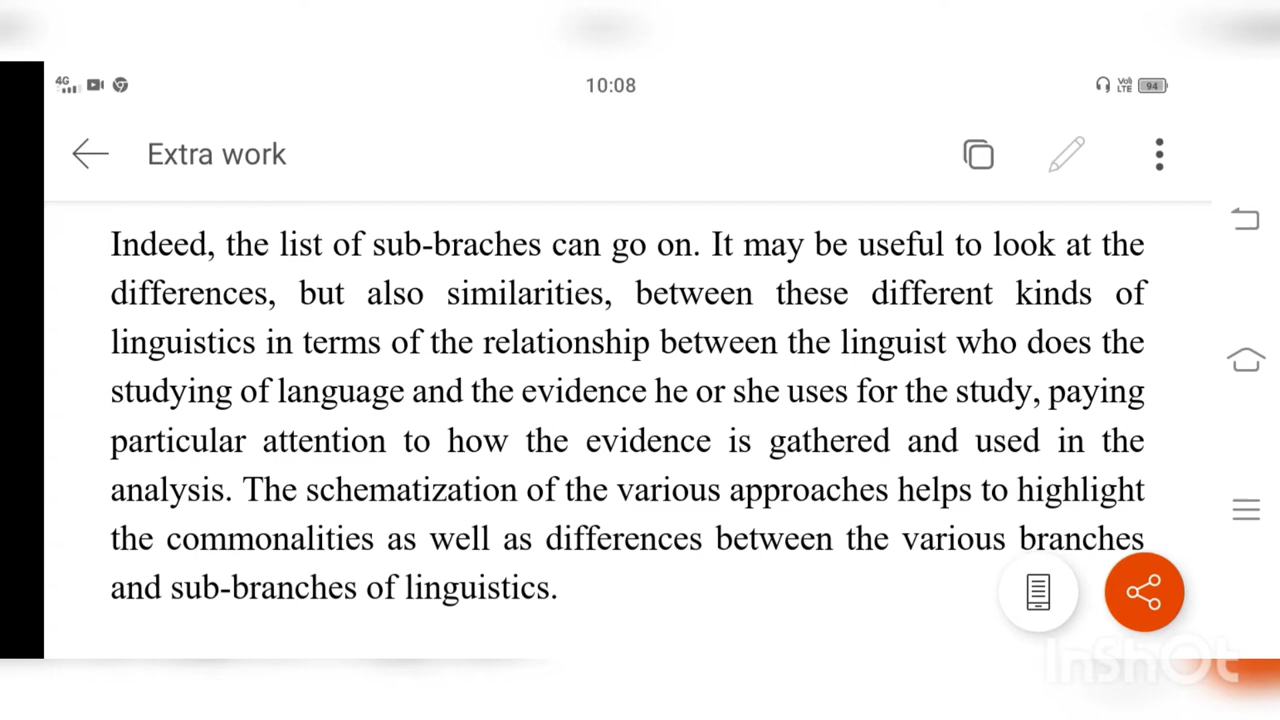 4G 10:08 Vo) LTE 94
Extra work
Indeed, the list of sub-braches can go on. It may be useful to look at the
differences, but also similarities, between these different kinds of
linguistics in terms of the relationship between the linguist who does the
studying of language and the evidence he or she uses for the study, paying
particular attention to how the evidence is gathered and used in the
analysis. The schematization of the various approaches helps to highlight
the commonalities as well as differences between the various branches
and sub-branches of linguistics.
InShOt